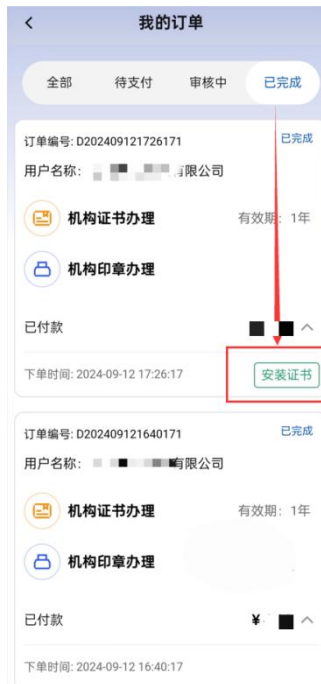 我的订单
全部 待支付 审核中 已完成
订单编号: D202409121726171 已完成
用户名称: 有限公司
机构证书办理 有效期: 1年
机构印章办理
已付款
下单时间: 2024-09-12 17:26:17 安装证书
订单编号: D202409121640171 已完成
用户名称: 有限公司
机构证书办理 有效期: 1年
机构印章办理
已付款 ¥
下单时间: 2024-09-12 16:40:17